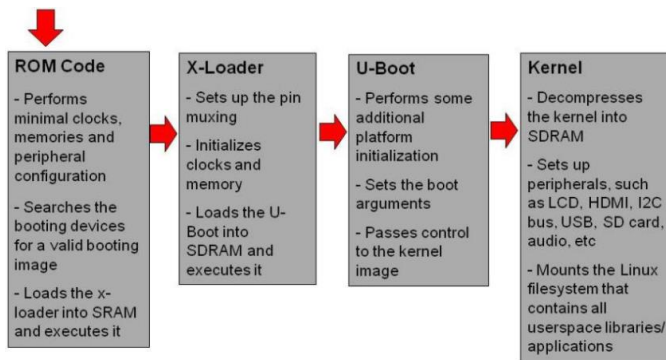 ROM Code
- Performs
minimal clocks,
memories and
peripheral
configuration
- Searches the
booting devices
for a valid booting
image
- Loads the x-
loader into SRAM
and executes it
X-Loader
- Sets up the pin
muxing
- Initializes
clocks and
memory
- Loads the U-
Boot into
SDRAM and
executes it
U-Boot
- Performs some
additional
platform
initialization
- Sets the boot
arguments
- Passes control
to the kernel
image
Kernel
- Decompresses
the kernel into
SDRAM
- Sets up
peripherals, such
as LCD, HDMI, I2C
bus, USB, SD card,
audio, etc
- Mounts the Linux
filesystem that
contains all
userspace libraries/
applications